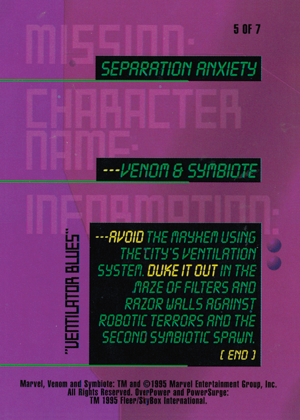 5 OF 7
MISSION:
SEPARATION ANXIETY
CHARACTER
NAME:
---VENOM & SYMBIOTE
INFORMATION:
"VENTILATOR BLUES"
---AVOID THE MAYHEM USING
THE CITY'S VENTILATION
SYSTEM. DUKE IT OUT IN THE
MAZE OF FILTERS AND
RAZOR WALLS AGAINST
ROBOTIC TERRORS AND THE
SECOND SYMBIOTIC SPAWN.
( END )
Marvel, Venom and Symbiote: TM and ©1995 Marvel Entertainment Group, Inc.
All Rights Reserved. OverPower and PowerSurge:
TM 1995 Fleer/SkyBox International.